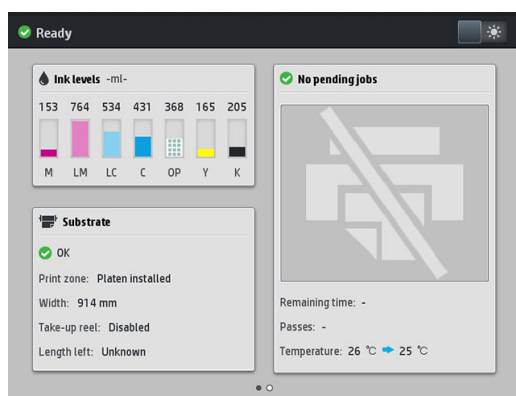 Ready
Ink levels -ml-
153 764 534 431 368 165 205
M LM LC C OP Y K
Substrate
OK
Print zone: Platen installed
Width: 914 mm
Take-up reel: Disabled
Length left: Unknown
No pending jobs
Remaining time: -
Passes: -
Temperature: 26 °C 25 °C